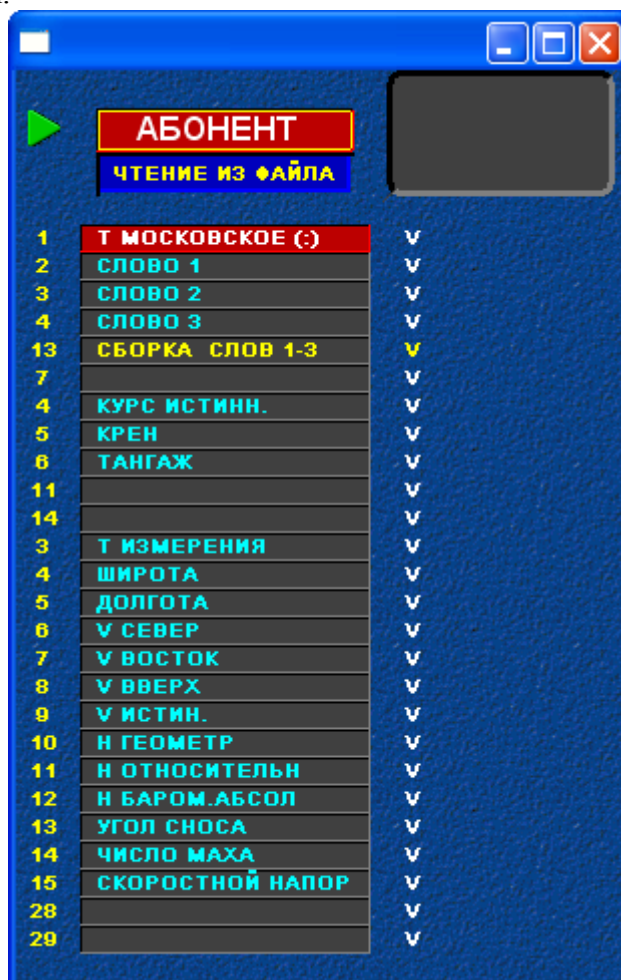 АБОНЕНТ
ЧТЕНИЕ ИЗ ФАЙЛА
1 Т МОСКОВСКОЕ (:) V
2 СЛОВО 1 V
3 СЛОВО 2 V
4 СЛОВО 3 V
13 СБОРКА СЛОВ 1-3 V
7 V
4 КУРС ИСТИНН. V
5 КРЕН V
6 ТАНГАЖ V
11 V
14 V
3 Т ИЗМЕРЕНИЯ V
4 ШИРОТА V
5 ДОЛГОТА V
6 V СЕВЕР V
7 V ВОСТОК V
8 V ВВЕРХ V
9 V ИСТИН. V
10 Н ГЕОМЕТР V
11 Н ОТНОСИТЕЛЬН V
12 Н БАРОМ.АБСОЛ V
13 УГОЛ СНОСА V
14 ЧИСЛО МАХА V
15 СКОРОСТНОЙ НАПОР V
28 V
29 V